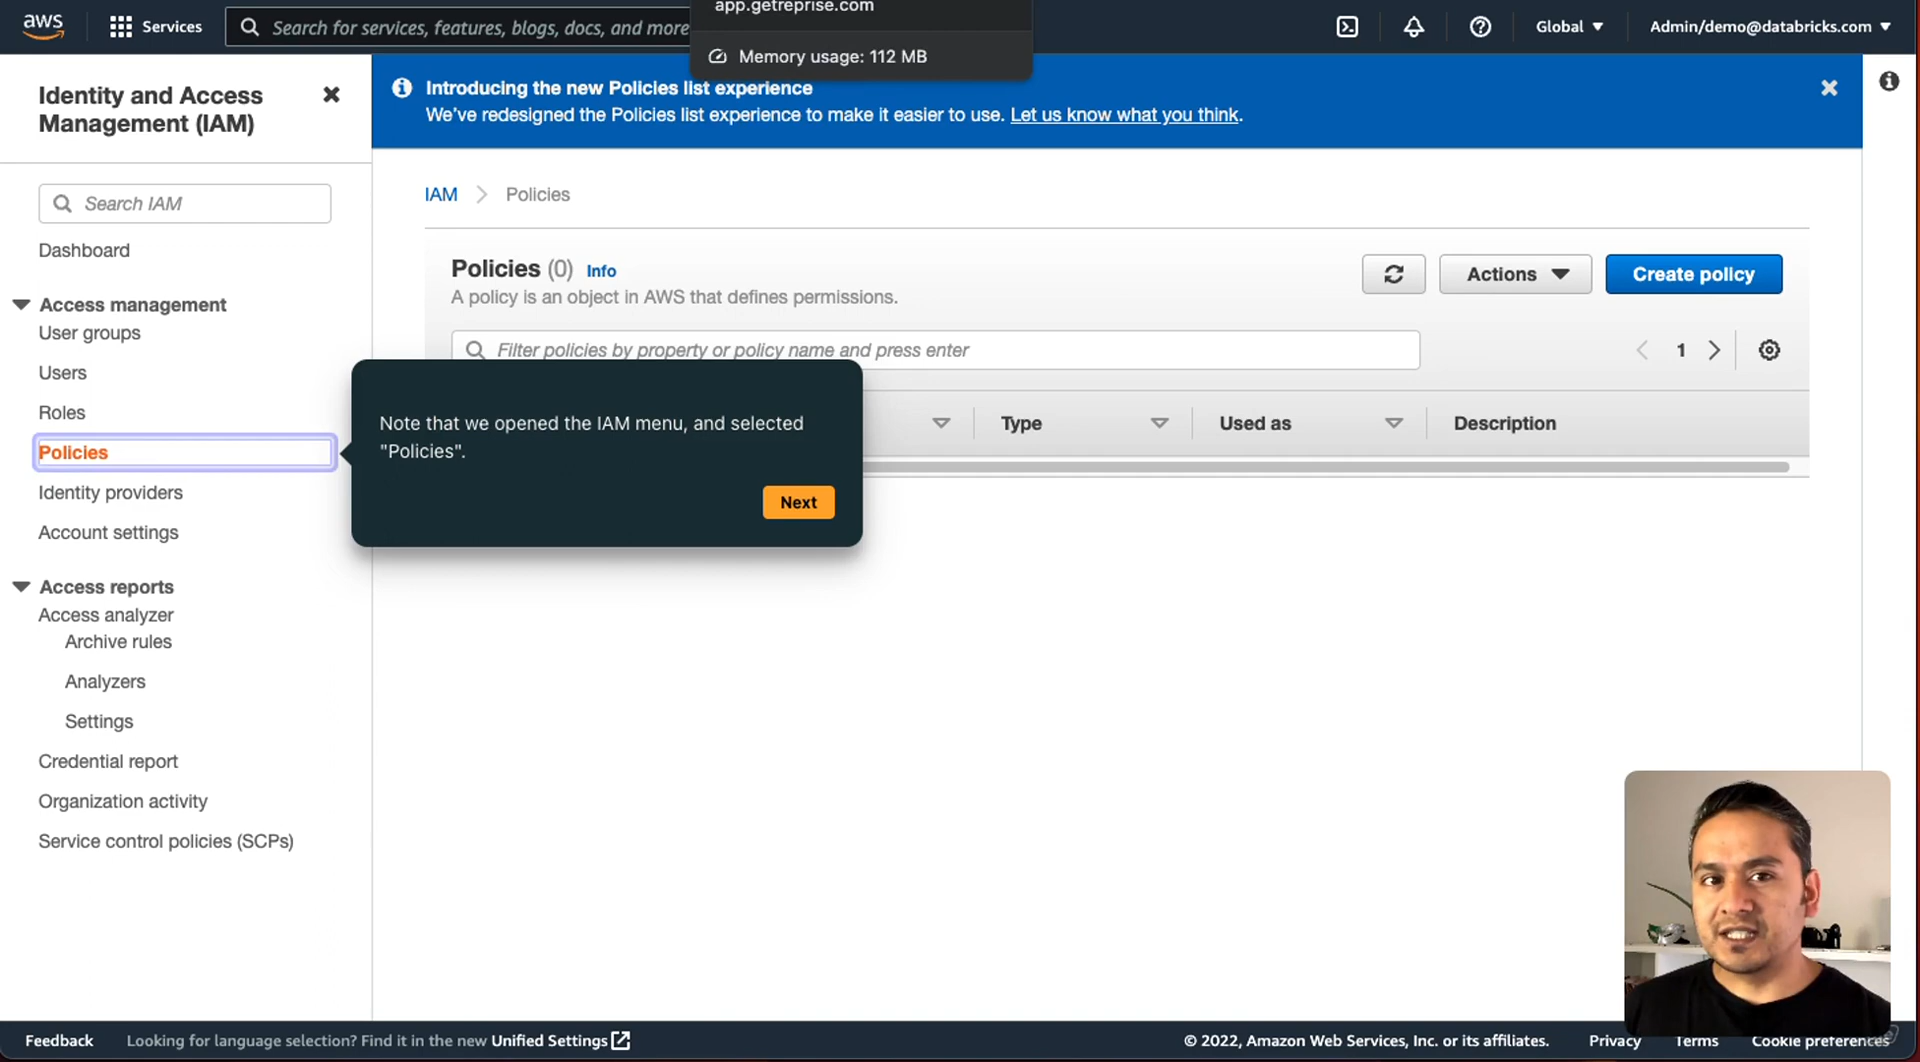 aws
Services
Search for services, features, blogs, docs, and more
app.getreprise.com
Memory usage: 112 MB
Global
Admin/demo@databricks.com
Identity and Access
Management (IAM)
Search IAM
Dashboard
Access management
User groups
Users
Roles
Policies
Identity providers
Account settings
Access reports
Access analyzer
Archive rules
Analyzers
Settings
Credential report
Organization activity
Service control policies (SCPs)
Introducing the new Policies list experience
We've redesigned the Policies list experience to make it easier to use. Let us know what you think.
IAM
Policies
Policies (0) Info
A policy is an object in AWS that defines permissions.
Actions
Create policy
Filter policies by property or policy name and press enter
1
Type
Used as
Description
Note that we opened the IAM menu, and selected
"Policies".
Next
Feedback
Looking for language selection? Find it in the new Unified Settings
© 2022, Amazon Web Services, Inc. or its affiliates.
Privacy
Terms
Cookie preferences